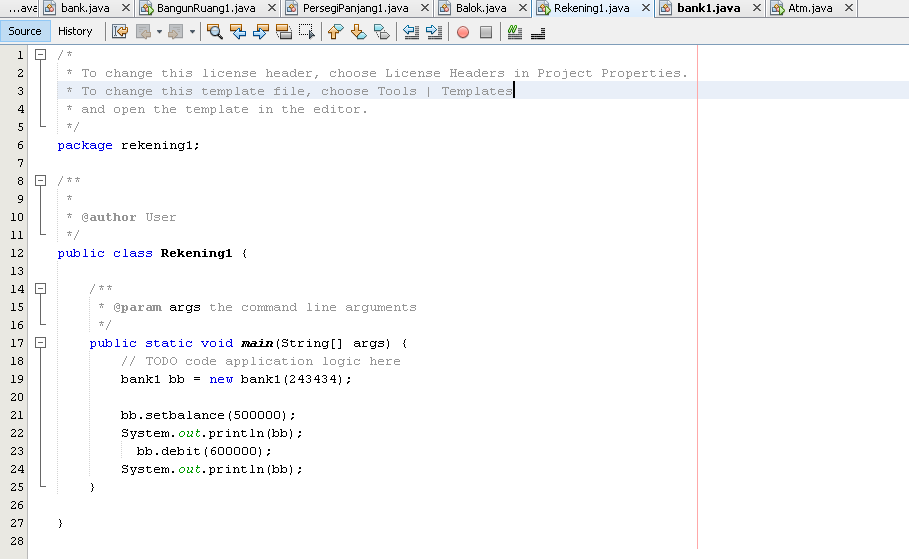 ...ava bank.java BangunRuang1.java PersegiPanjang1.java Balok.java Rekening1.java bank1.java Atm.java
Source History
1 /*
2 * To change this license header, choose License Headers in Project Properties.
3 * To change this template file, choose Tools | Templates
4 * and open the template in the editor.
5 */
6 package rekening1;
7
8 /**
9 *
10 * @author User
11 */
12 public class Rekening1 {
13
14 /**
15 * @param args the command line arguments
16 */
17 public static void main(String[] args) {
18 // TODO code application logic here
19 bank1 bb = new bank1(243434);
20
21 bb.setbalance(500000);
22 System.out.println(bb);
23 bb.debit(600000);
24 System.out.println(bb);
25 }
26
27 }
28